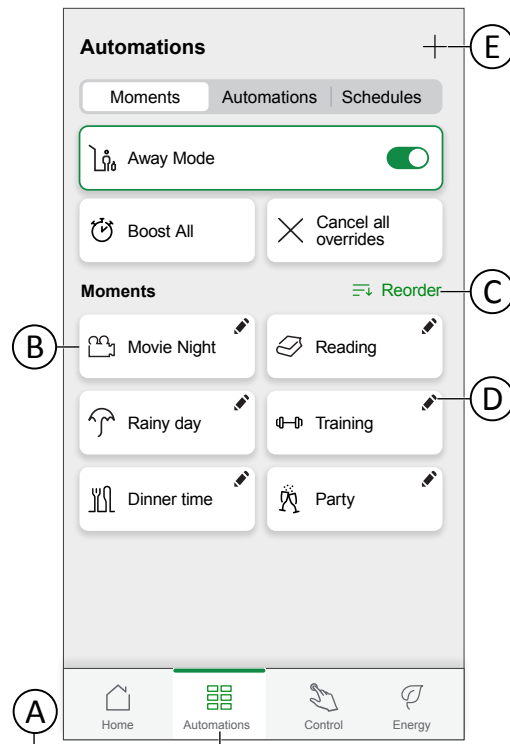 Automations
E
Moments Automations Schedules
Away Mode
Boost All
Cancel all
overrides
Moments
Reorder
C
B
Movie Night
Reading
D
Rainy day
Training
Dinner time
Party
A
Home Automations Control Energy